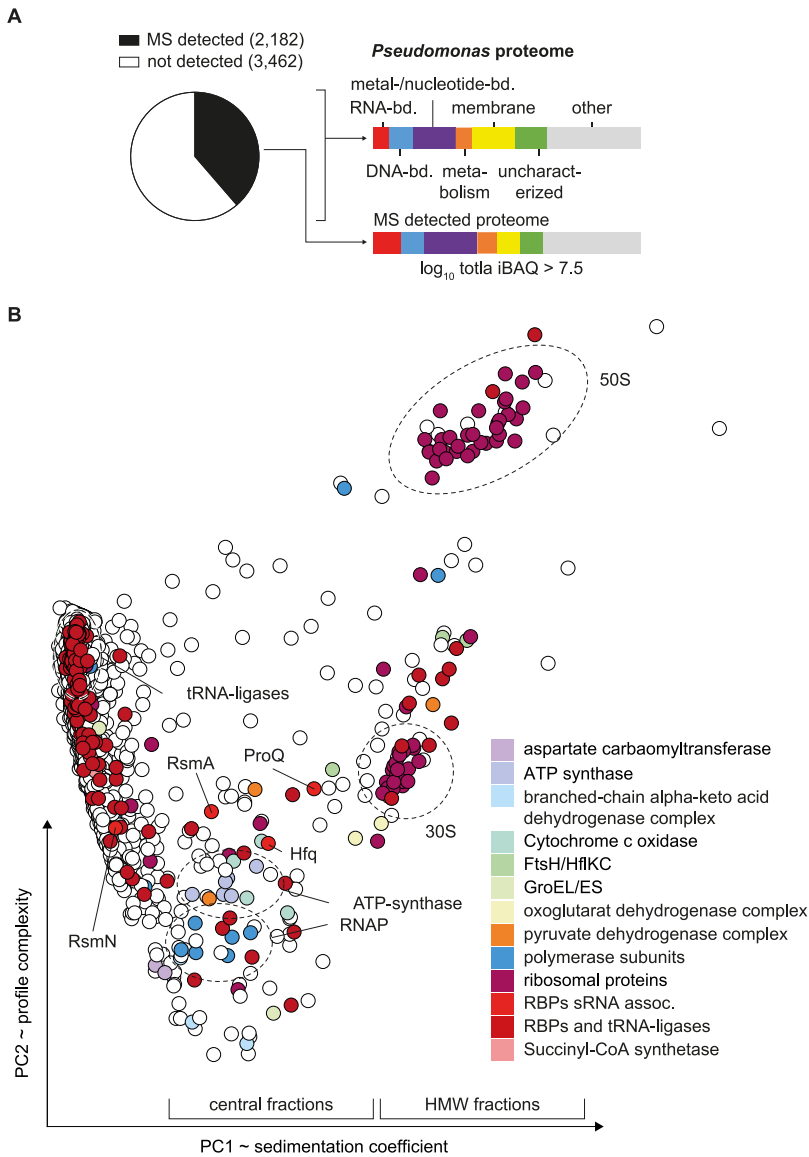 A
MS detected (2,182)
not detected (3,462)
Pseudomonas proteome
metal-/nucleotide-bd.
RNA-bd. membrane other
DNA-bd. meta- uncharact-
bolism erized
MS detected proteome
log10 totla iBAQ > 7.5
B
50S
tRNA-ligases
RsmA
ProQ
30S
Hfq
ATP-synthase
RNAP
RsmN
aspartate carbaomyltransferase
ATP synthase
branched-chain alpha-keto acid
dehydrogenase complex
Cytochrome c oxidase
FtsH/HflKC
GroEL/ES
oxoglutarat dehydrogenase complex
pyruvate dehydrogenase complex
polymerase subunits
ribosomal proteins
RBPs sRNA assoc.
RBPs and tRNA-ligases
Succinyl-CoA synthetase
PC2 ~ profile complexity
central fractions
HMW fractions
PC1 ~ sedimentation coefficient